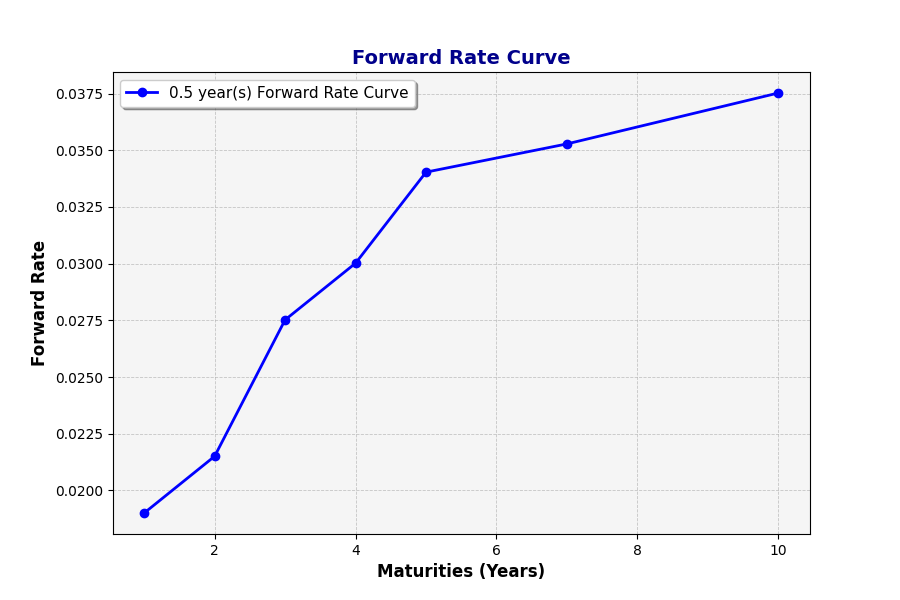 Forward Rate Curve
0.5 year(s) Forward Rate Curve
0.0375
0.0350
0.0325
0.0300
0.0275
0.0250
0.0225
0.0200
Forward Rate
2 4 6 8 10
Maturities (Years)